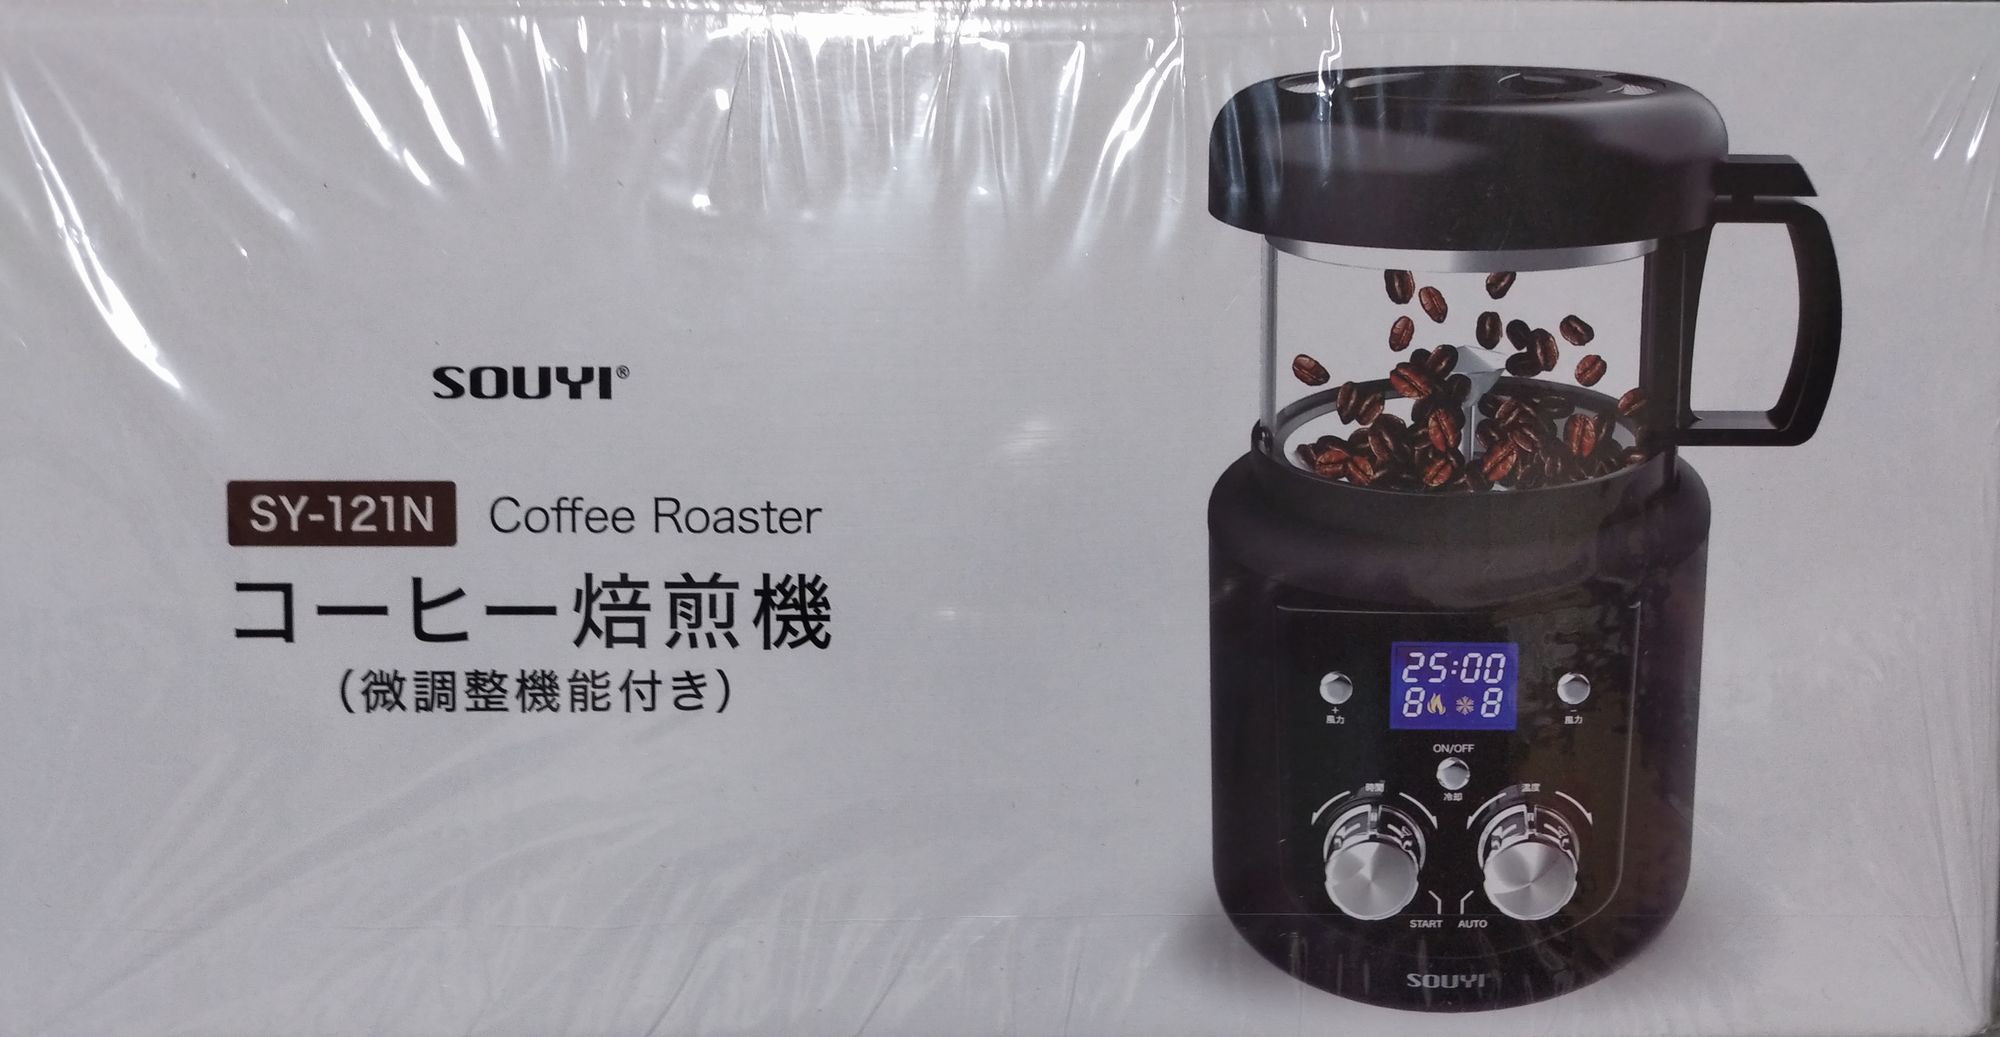 SOUYI®
SY-121N Coffee Roaster
コーヒー焙煎機
(微調整機能付き)
25:00
8 8
+
風力
-
風力
ON/OFF
冷却
時間
温度
START AUTO
SOUYI